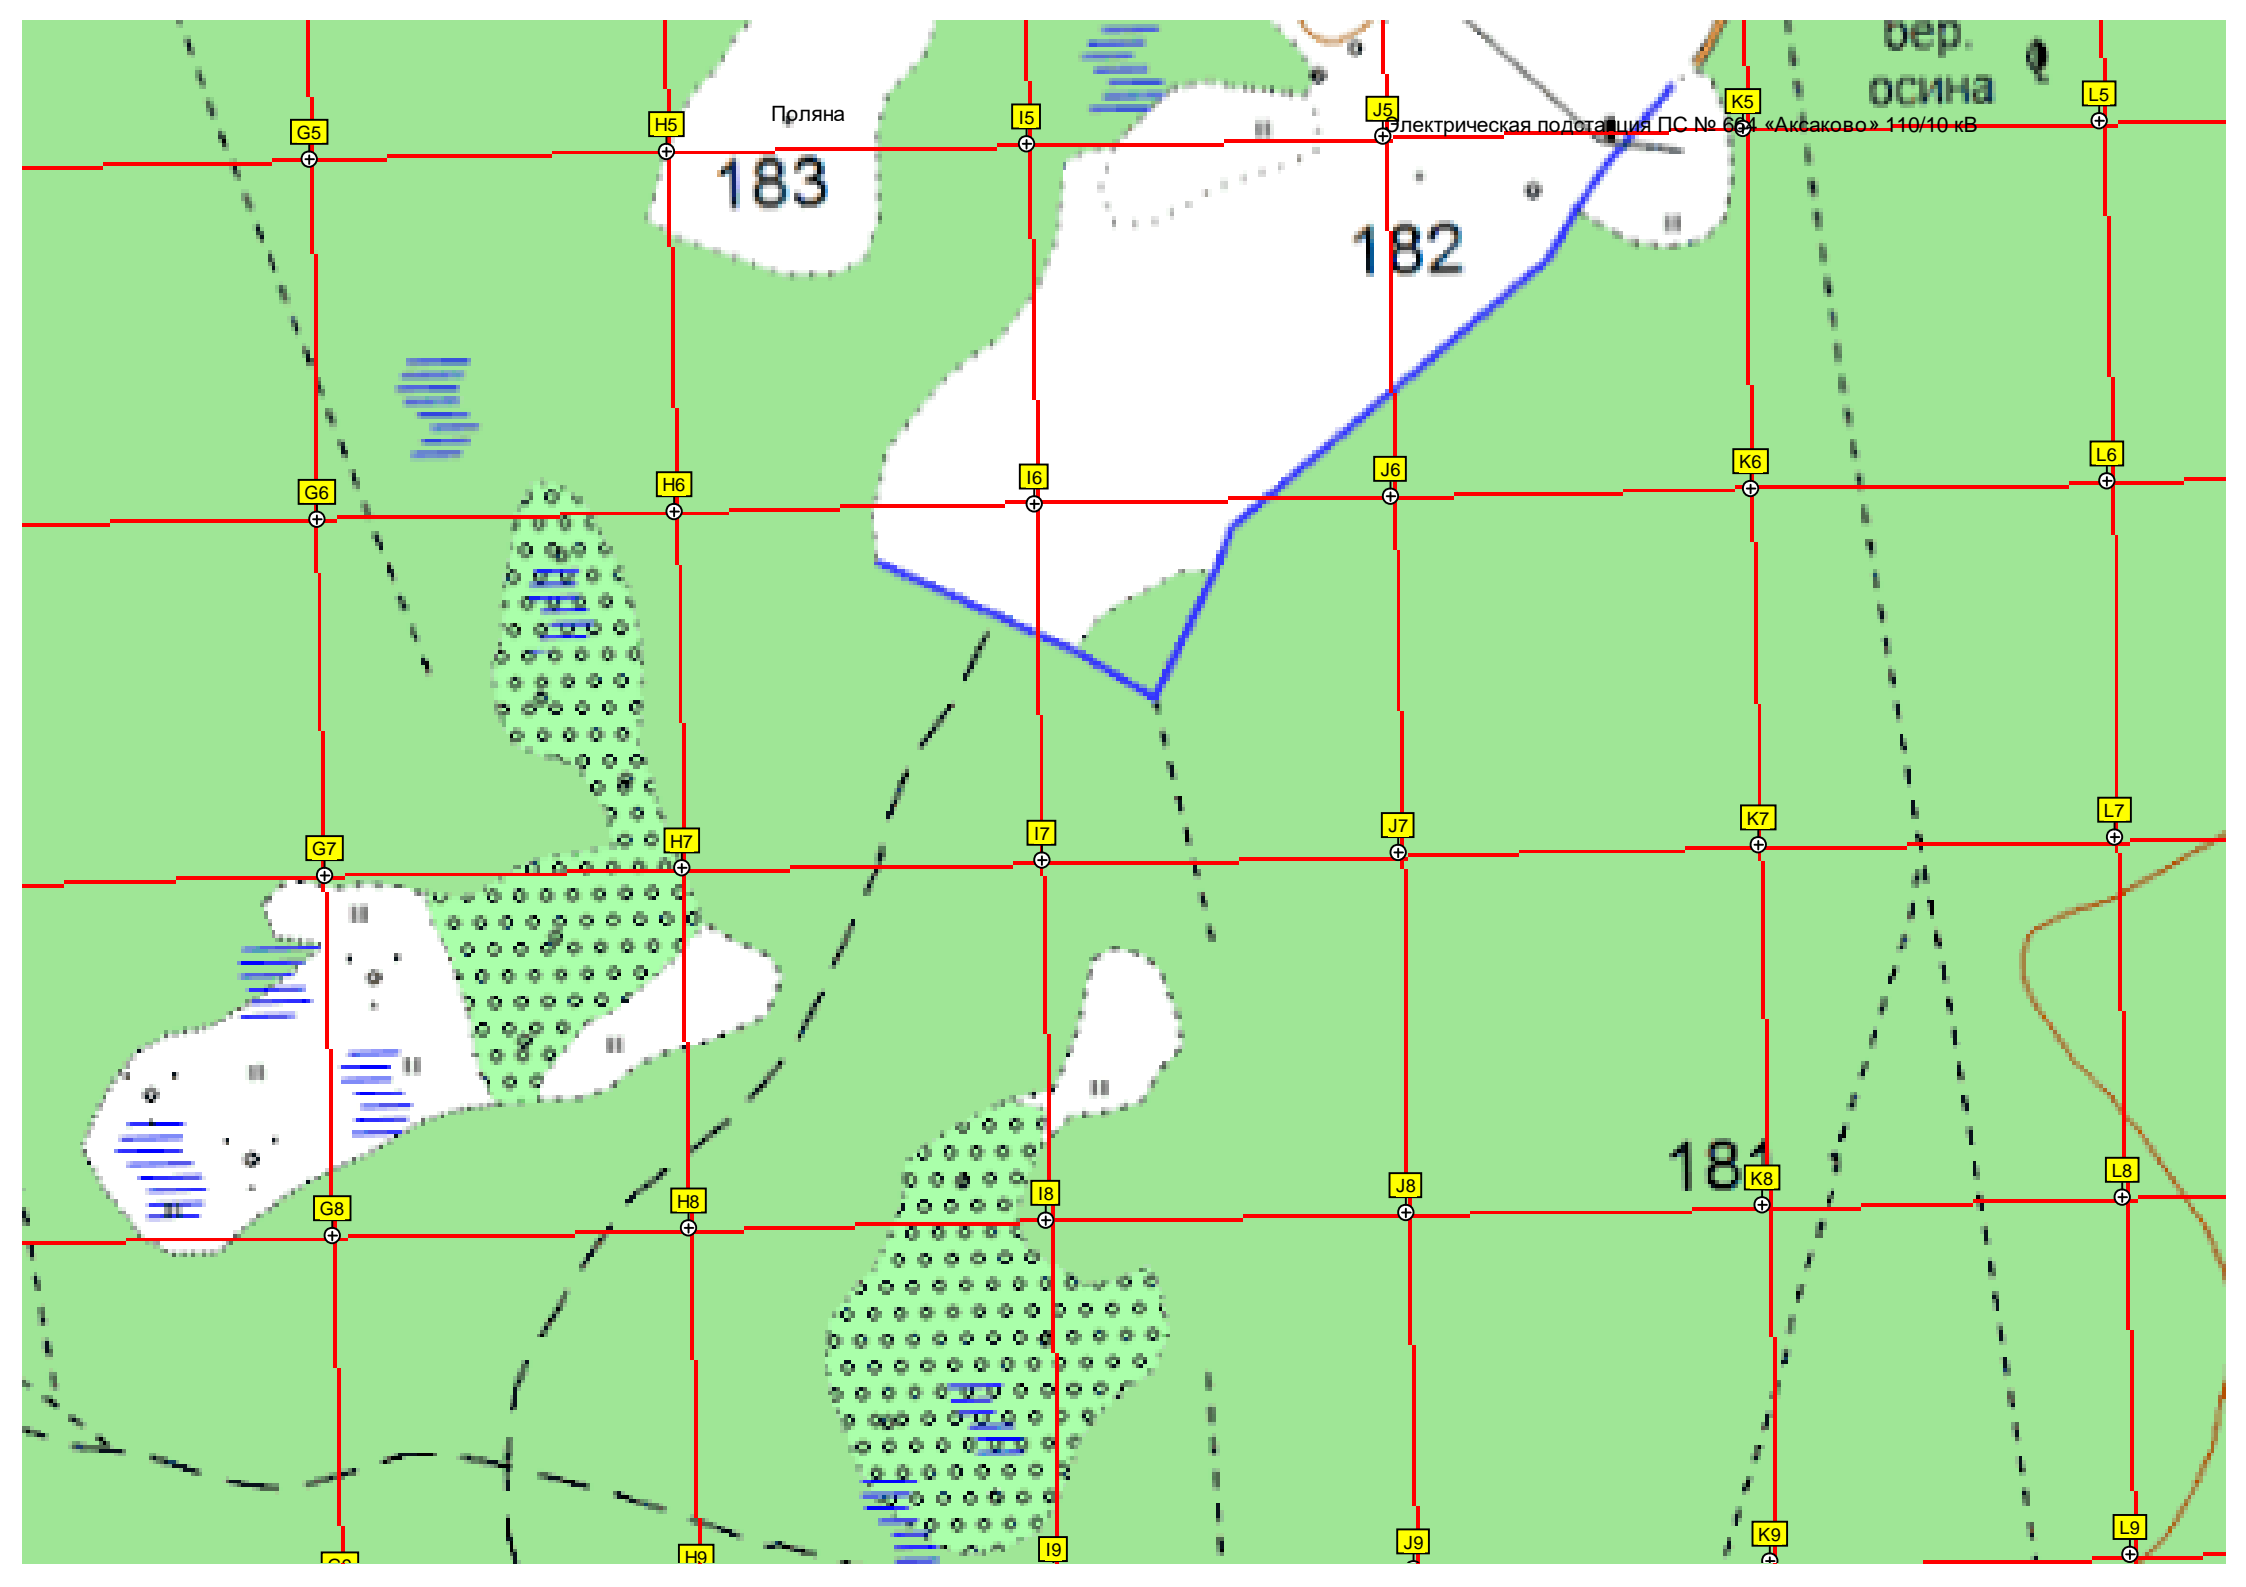 бер.
осина
K5
L5
J5
I5
Поляна
H5
G5
Электрическая подстанция ПС № 664 «Аксаково» 110/10 кВ
183
182
L6
K6
J6
I6
H6
G6
L7
K7
J7
I7
H7
G7
181
L8
K8
J8
I8
H8
G8
L9
K9
J9
I9
H9